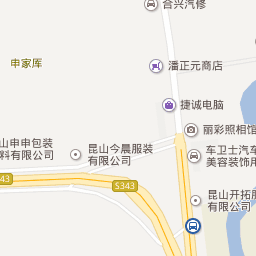 合兴汽修
申家厍
潘正元商店
捷诚电脑
丽彩照相馆
山申申包装
料有限公司
昆山今晨服装
有限公司
车卫士汽车
美容装饰用
S343
43
S343
昆山开拓
有限公司